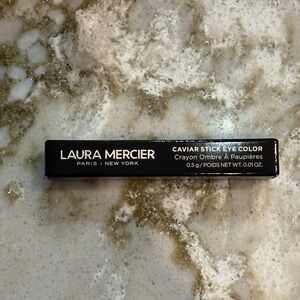 LAURA MERCIER
PARIS | NEW YORK
CAVIAR STICK EYE COLOR
Crayon Ombre À Paupières
0.5 g / POIDS NET WT. 0.01 OZ.